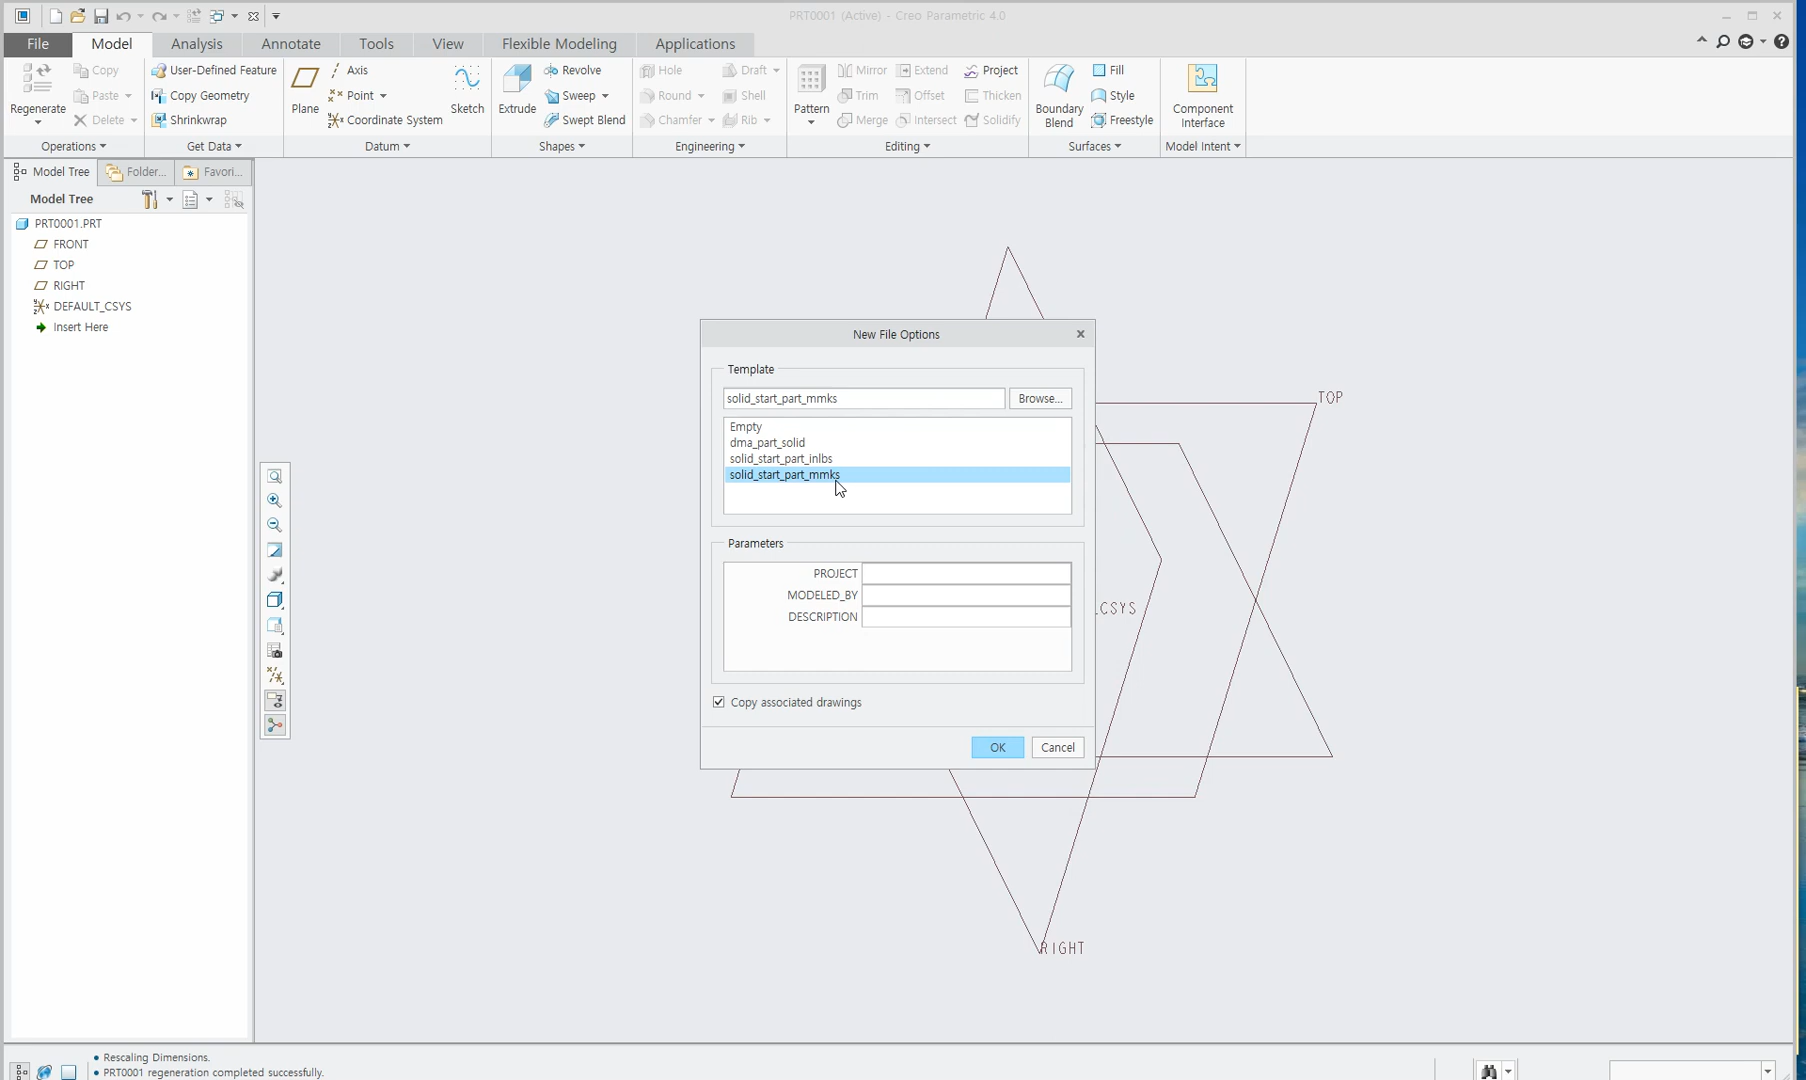 PRT0001 (Active) - Creo Parametric 4.0
File Model Analysis Annotate Tools View Flexible Modeling Applications
Regenerate
Copy
Paste
Delete
Operations
User-Defined Feature
Copy Geometry
Shrinkwrap
Get Data
Plane
Axis
Point
Coordinate System
Sketch
Datum
Extrude
Revolve
Sweep
Swept Blend
Shapes
Hole
Round
Chamfer
Draft
Shell
Rib
Engineering
Pattern
Mirror
Trim
Merge
Extend
Offset
Intersect
Project
Thicken
Solidify
Editing
Boundary
Blend
Fill
Style
Freestyle
Surfaces
Component
Interface
Model Intent
Model Tree Folder... Favori...
Model Tree
PRT0001.PRT
FRONT
TOP
RIGHT
DEFAULT_CSYS
Insert Here
New File Options
Template
solid_start_part_mmks Browse...
Empty
dma_part_solid
solid_start_part_inlbs
solid_start_part_mmks
Parameters
PROJECT
MODELED_BY
DESCRIPTION
Copy associated drawings
OK Cancel
TOP
_CSYS
RIGHT
• Rescaling Dimensions.
• PRT0001 regeneration completed successfully.